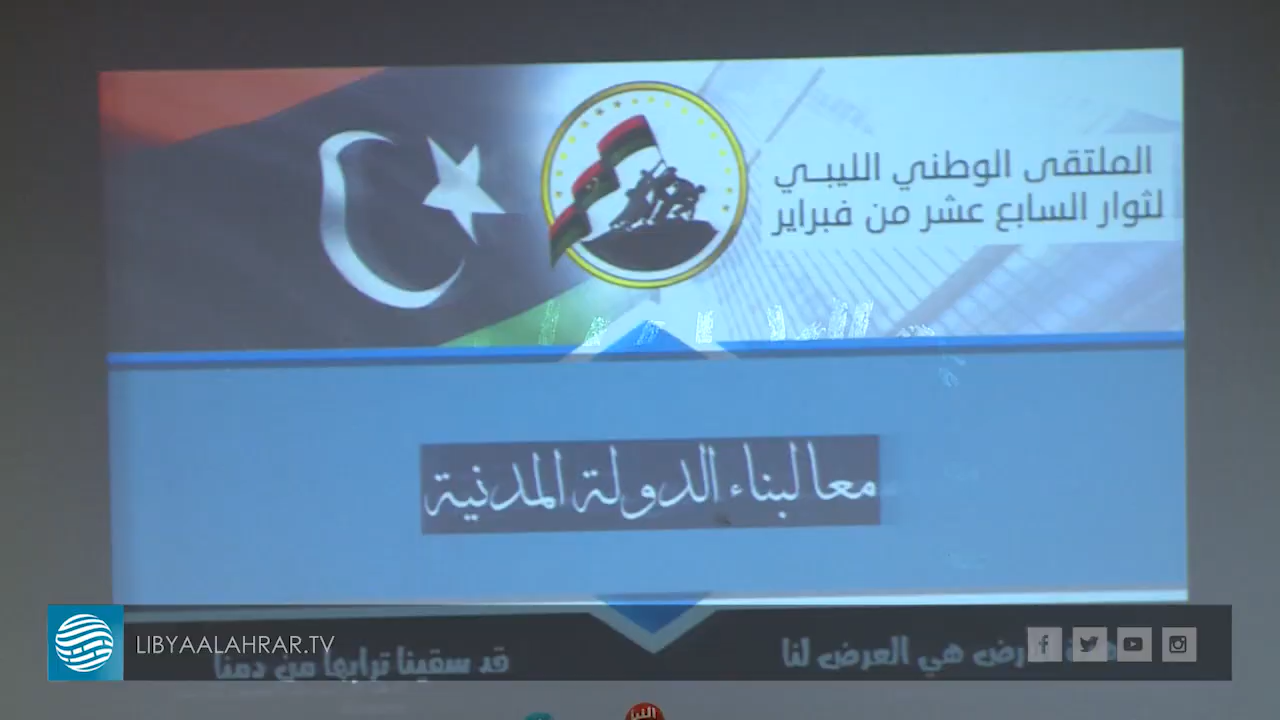 الملتقى الوطني الليبي
لثوار السابع عشر من فبراير
معا لبناء الدولة المدنية
هي العرض لنا
قد سقينا ترابها من دمنا
LIBYAALAHRAR.TV